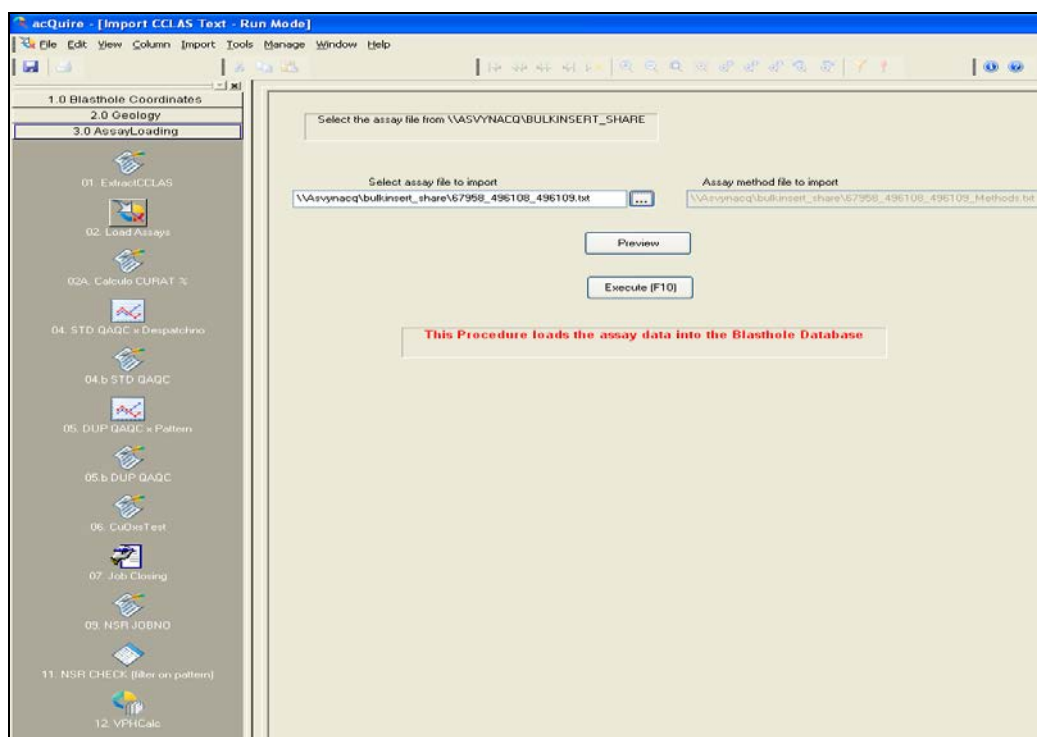 acQuire - [Import CCLAS Text - Run Mode]
File Edit View Column Import Tools Manage Window Help
1.0 Blasthole Coordinates
2.0 Geology
3.0 AssayLoading
01. ExtractCCLAS
02. Load Assays
02A. Calculo CURAT %
04. STD QAQC x Despatchno
04.b STD QAQC
05. DUP QAQC x Pattern
05.b DUP QAQC
06. CuOxsTest
07. Job Closing
09. NSR JOBNO
11. NSR CHECK (filter on pattern)
12. VPHCalc
Select the assay file from \\ASVYNACQ\BULKINSERT_SHARE
Select assay file to import
\\Asvynacq\bulkinsert_share\67958_496108_496109.txt
...
Assay method file to import
\\Asvynacq\bulkinsert_share\67958_496108_496109_Methods.txt
Preview
Execute (F10)
This Procedure loads the assay data into the Blasthole Database